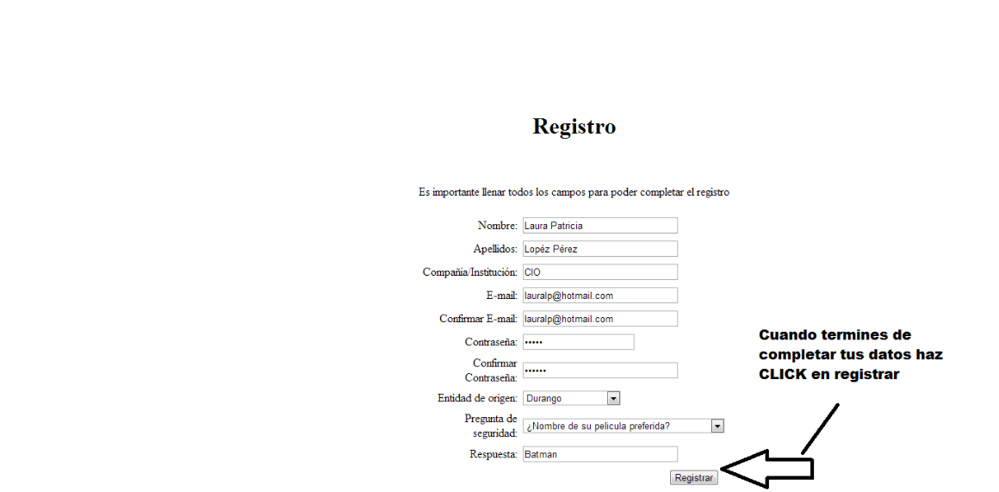 Registro
Es importante llenar todos los campos para poder completar el registro
Nombre: Laura Patricia
Apellidos: Lopéz Pérez
Compañia/Institución: CIO
E-mail: lauralp@hotmail.com
Confirmar E-mail: lauralp@hotmail.com
Contraseña: •••••
Confirmar
Contraseña: ••••••
Entidad de origen: Durango
Pregunta de
seguridad: ¿Nombre de su pelicula preferida?
Respuesta: Batman
Registrar
Cuando termines de
completar tus datos haz
CLICK en registrar